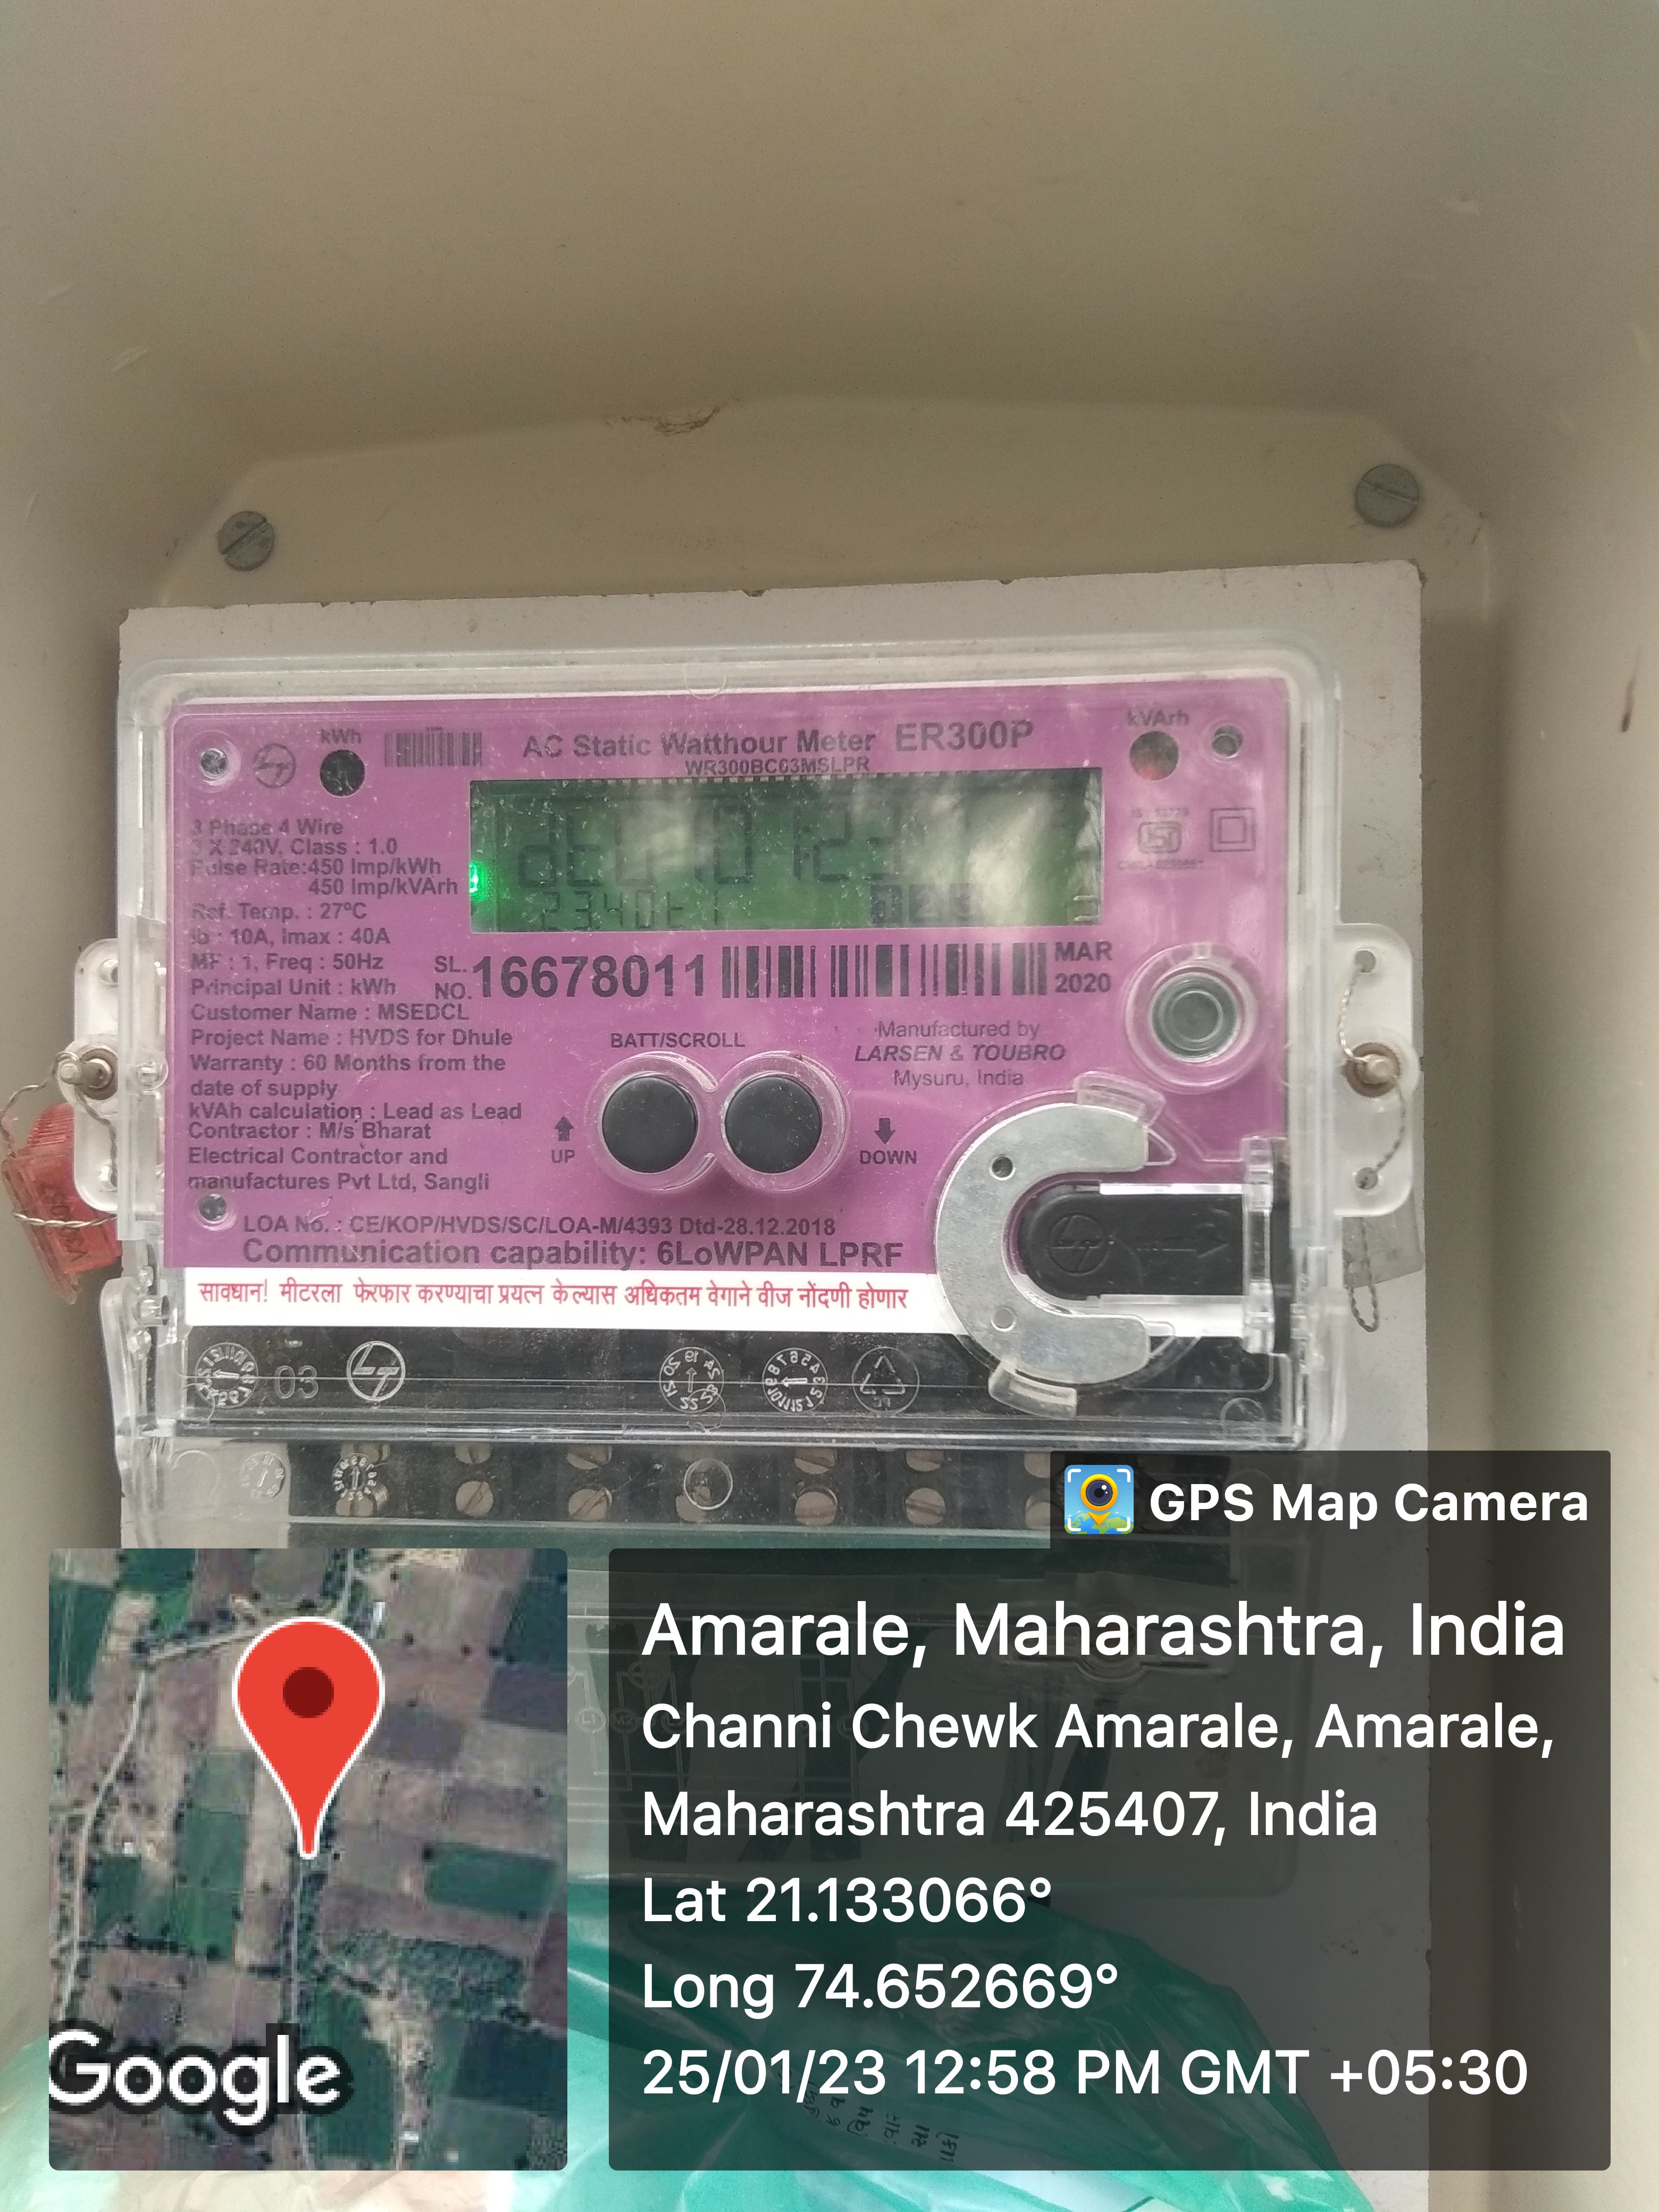 kWh
AC Static Watthour Meter ER300P
WR300BC03MSLPR
kVArh
3 Phase 4 Wire
3 X 240V, Class : 1.0
Pulse Rate:450 Imp/kWh
450 Imp/kVArh
Ref. Temp. : 27°C
Ib : 10A, Imax : 40A
MF : 1, Freq : 50Hz
Principal Unit : kWh
Customer Name : MSEDCL
Project Name : HVDS for Dhule
Warranty : 60 Months from the
date of supply
kVAh calculation : Lead as Lead
Contractor : M/s Bharat
Electrical Contractor and
manufactures Pvt Ltd, Sangli
SL.
NO. 16678011
MAR
2020
BATT/SCROLL
UP
DOWN
Manufactured by
LARSEN & TOUBRO
Mysuru, India
LOA No. : CE/KOP/HVDS/SC/LOA-M/4393 Dtd-28.12.2018
Communication capability: 6LoWPAN LPRF
सावधान! मीटरला फेरफार करण्याचा प्रयत्न केल्यास अधिकतम वेगाने वीज नोंदणी होणार
03
GPS Map Camera
Amarale, Maharashtra, India
Channi Chewk Amarale, Amarale,
Maharashtra 425407, India
Lat 21.133066°
Long 74.652669°
25/01/23 12:58 PM GMT +05:30
Google